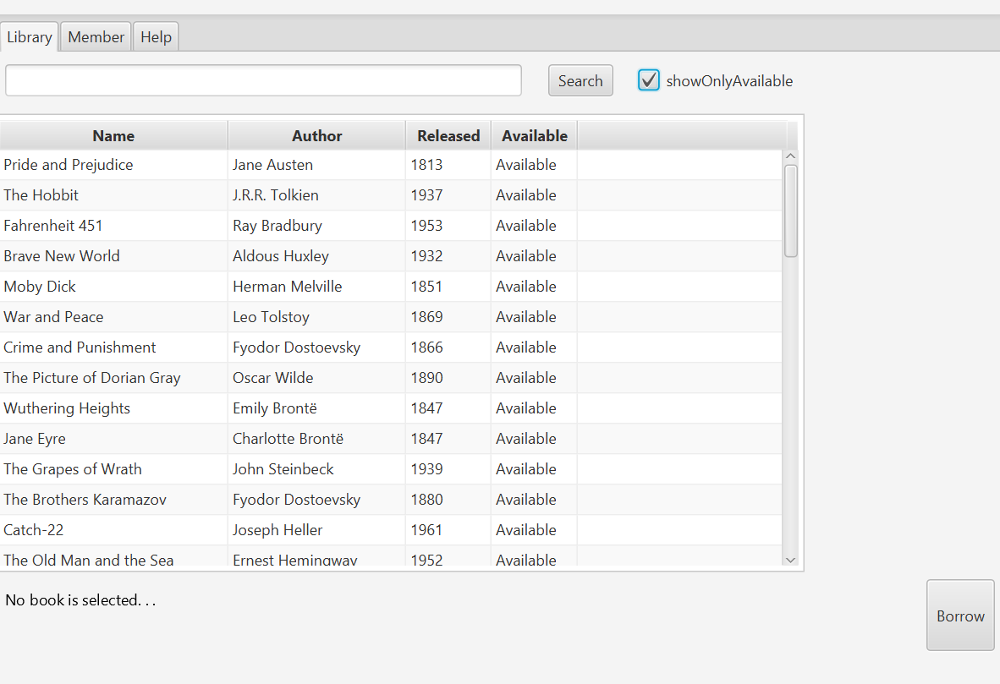 Library Member Help
Search showOnlyAvailable
Name Author Released Available
Pride and Prejudice Jane Austen 1813 Available
The Hobbit J.R.R. Tolkien 1937 Available
Fahrenheit 451 Ray Bradbury 1953 Available
Brave New World Aldous Huxley 1932 Available
Moby Dick Herman Melville 1851 Available
War and Peace Leo Tolstoy 1869 Available
Crime and Punishment Fyodor Dostoevsky 1866 Available
The Picture of Dorian Gray Oscar Wilde 1890 Available
Wuthering Heights Emily Brontë 1847 Available
Jane Eyre Charlotte Brontë 1847 Available
The Grapes of Wrath John Steinbeck 1939 Available
The Brothers Karamazov Fyodor Dostoevsky 1880 Available
Catch-22 Joseph Heller 1961 Available
The Old Man and the Sea Ernest Hemingway 1952 Available
No book is selected. . .
Borrow